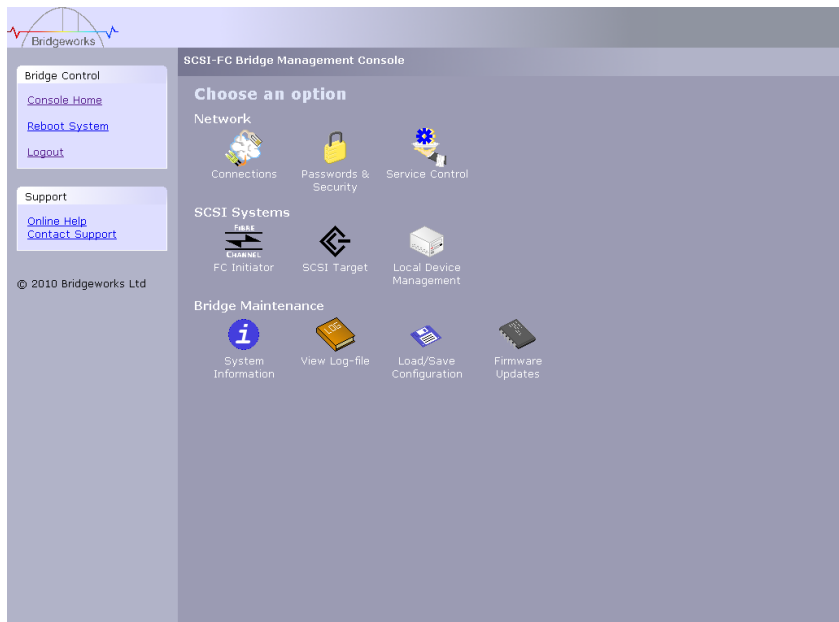 Bridgeworks
SCSI-FC Bridge Management Console
Bridge Control
Console Home
Reboot System
Logout
Support
Online Help
Contact Support
© 2010 Bridgeworks Ltd
Choose an option
Network
Connections
Passwords &
Security
Service Control
SCSI Systems
FIBRE
CHANNEL
FC Initiator
SCSI Target
Local Device
Management
Bridge Maintenance
i
LOG
System
Information
View Log-file
Load/Save
Configuration
Firmware
Updates